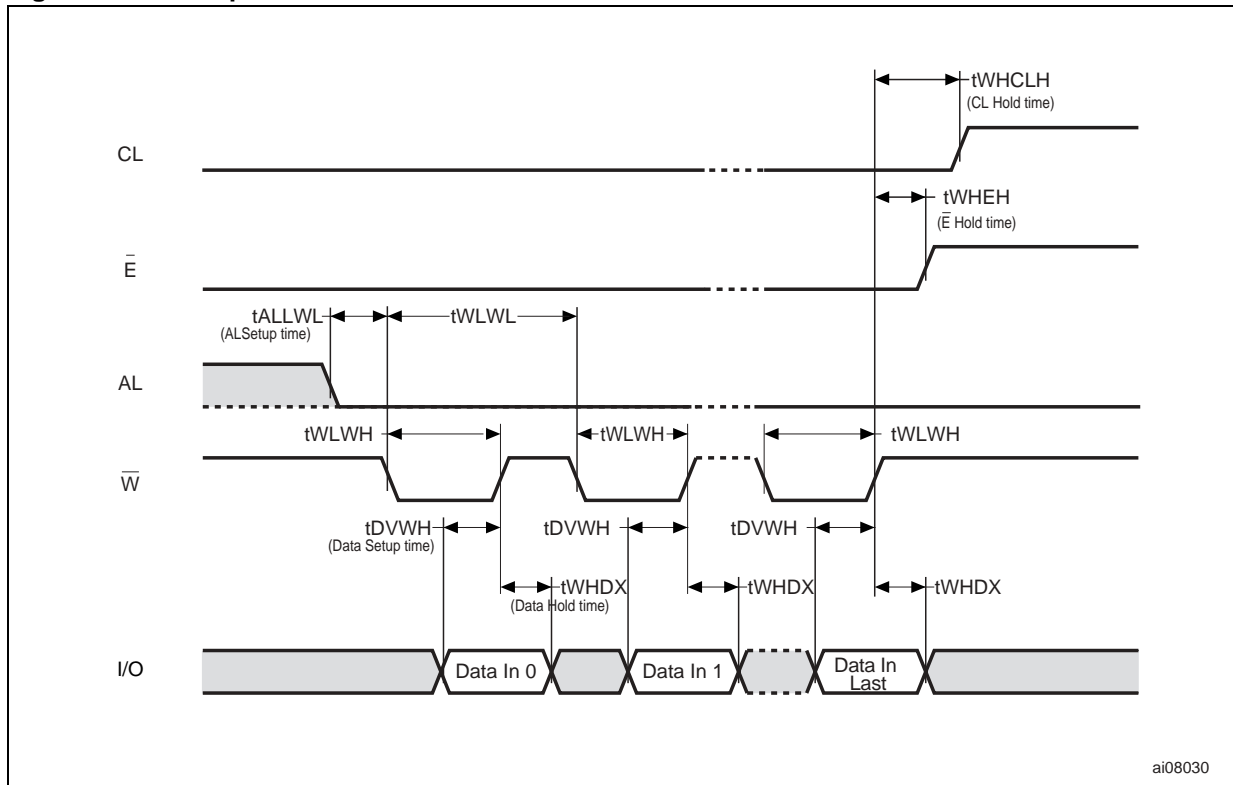 tWHCLH
(CL Hold time)
CL
tWHEH
(E̅ Hold time)
E̅
tALLWL
(ALSetup time)
tWLWL
AL
tWLWH
tWLWH
tWLWH
W̅
tDVWH
(Data Setup time)
tDVWH
tDVWH
tWHDX
(Data Hold time)
tWHDX
tWHDX
I/O
Data In 0
Data In 1
Data In
Last
ai08030